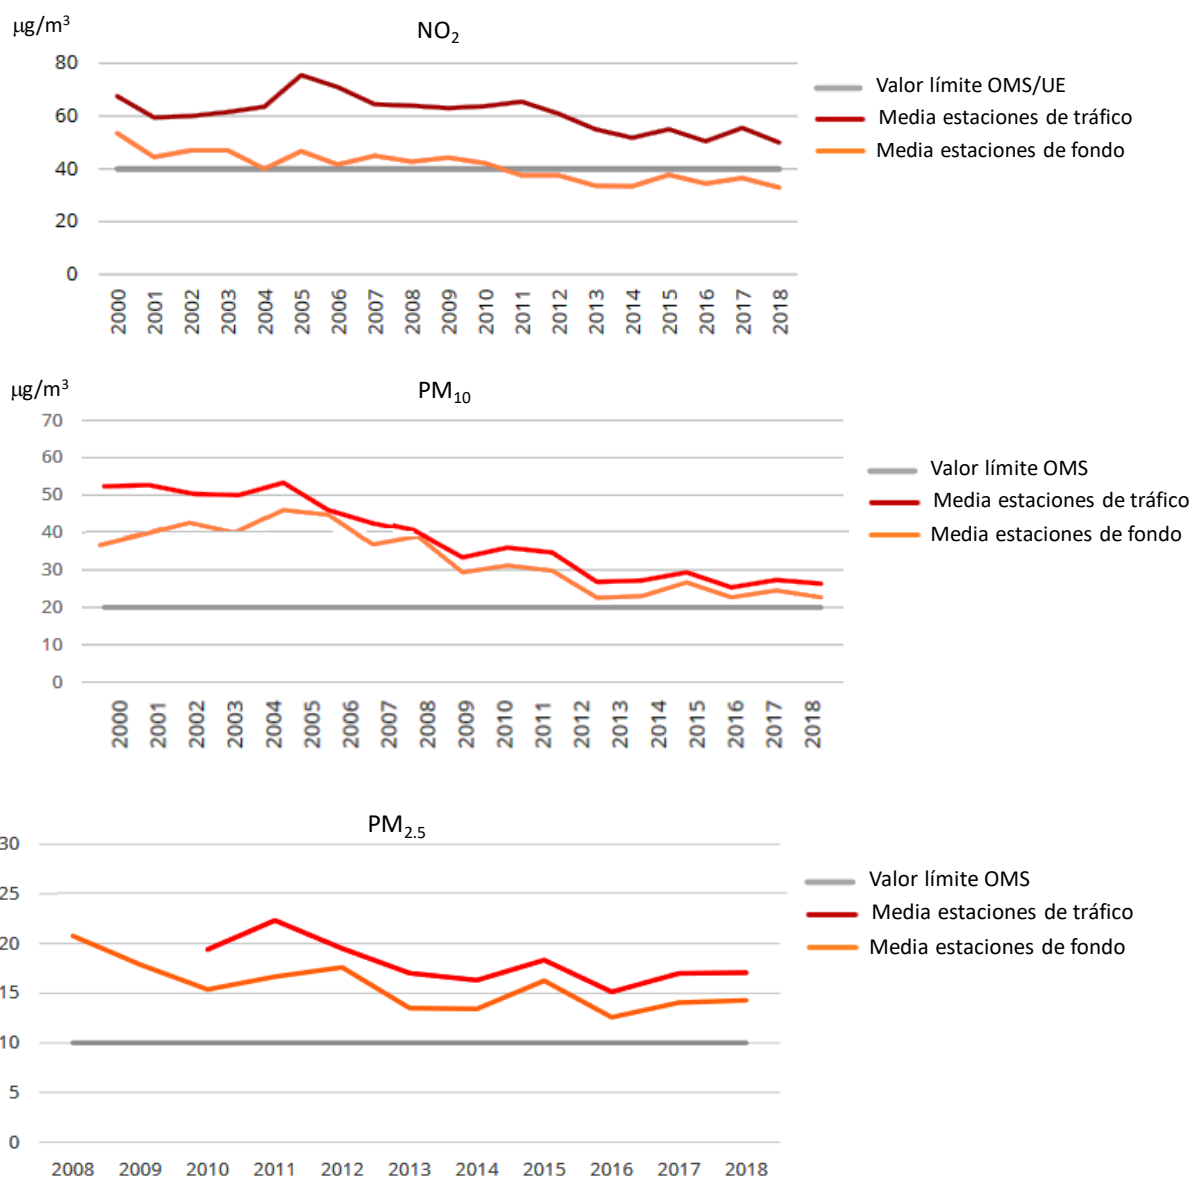 μg/m³
NO₂
80
60
40
20
0
2000 2001 2002 2003 2004 2005 2006 2007 2008 2009 2010 2011 2012 2013 2014 2015 2016 2017 2018
Valor límite OMS/UE
Media estaciones de tráfico
Media estaciones de fondo
μg/m³
PM₁₀
70
60
50
40
30
20
10
0
2000 2001 2002 2003 2004 2005 2006 2007 2008 2009 2010 2011 2013 2014 2015 2016 2017 2018
Valor límite OMS
Media estaciones de tráfico
Media estaciones de fondo
PM₂.₅
30
25
20
15
10
5
0
2008 2009 2010 2011 2012 2013 2014 2015 2016 2017 2018
Valor límite OMS
Media estaciones de tráfico
Media estaciones de fondo